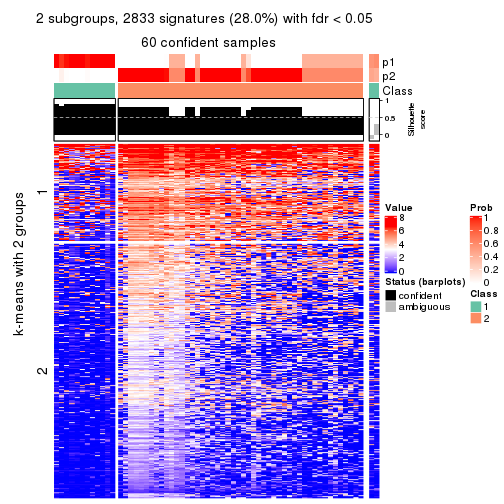 2 subgroups, 2833 signatures (28.0%) with fdr < 0.05
60 confident samples
p1
p2
Class
1
0.5
0
Silhouette
score
k-means with 2 groups
1
2
Value
8
6
4
2
0
Prob
1
0.8
0.6
0.4
0.2
0
Status (barplots)
confident
ambiguous
Class
1
2